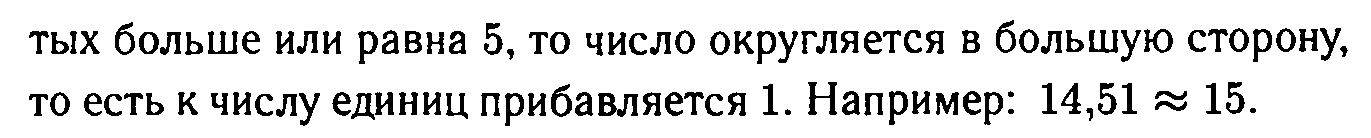 тых больше или равна 5, то число округляется в большую сторону,
то есть к числу единиц прибавляется 1. Например: 14,51 ≈ 15.